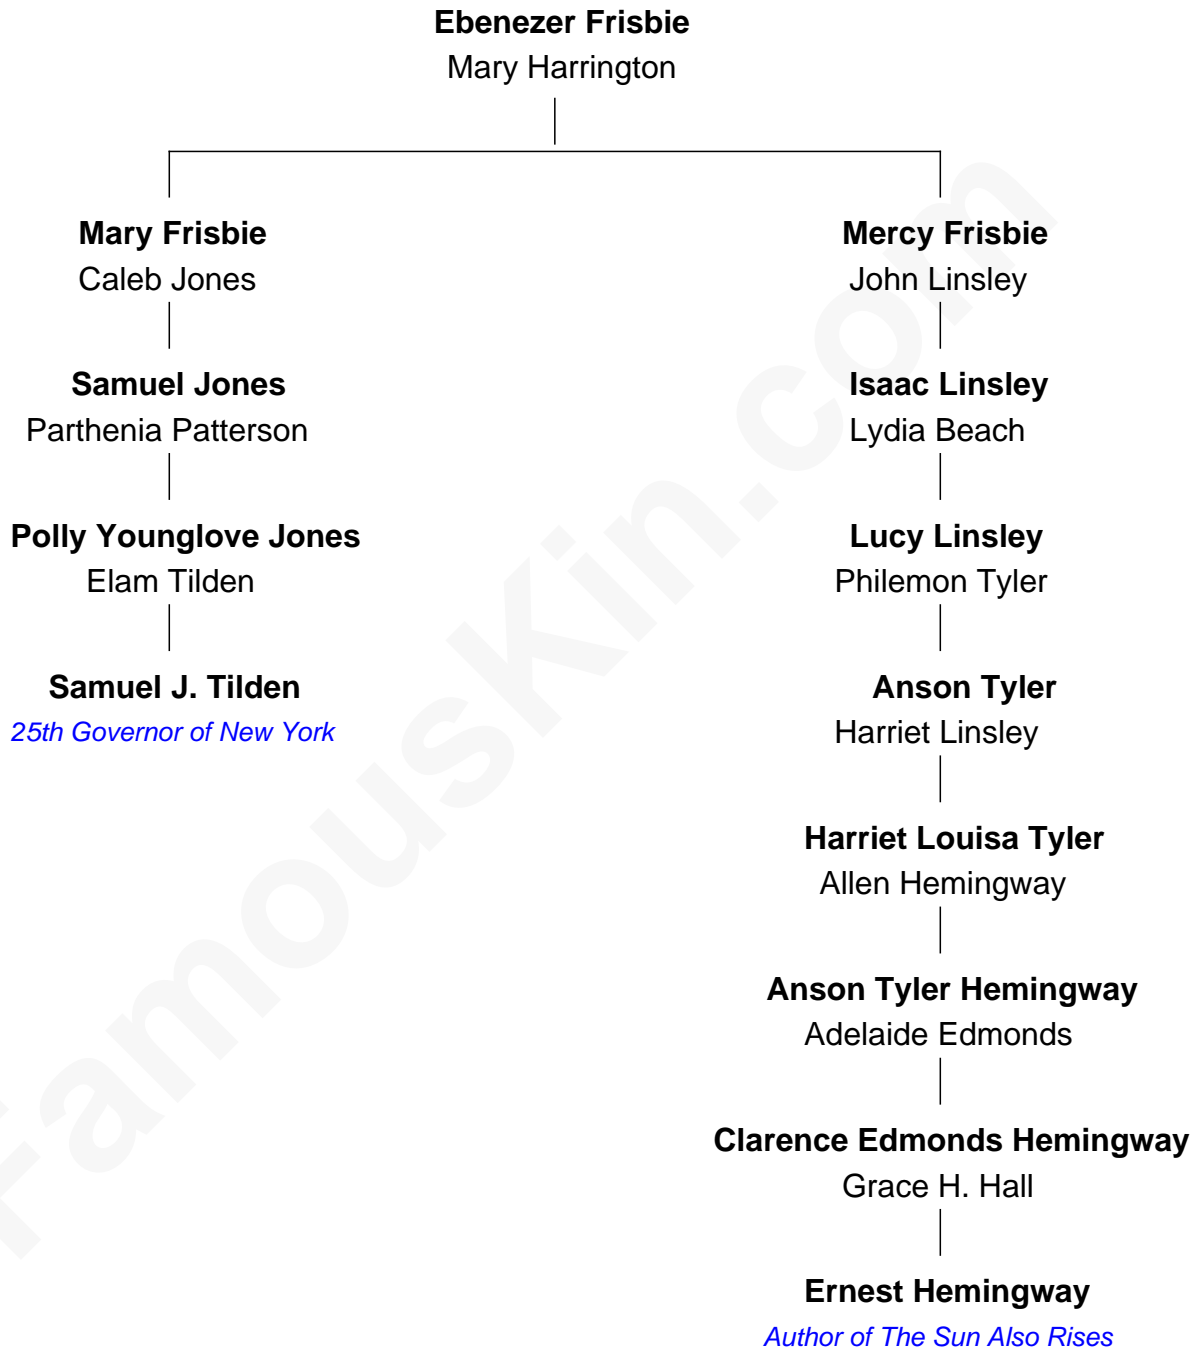 Ebenezer Frisbie
Mary Harrington
Mary Frisbie
Caleb Jones
Samuel Jones
Parthenia Patterson
Polly Younglove Jones
Elam Tilden
Samuel J. Tilden
25th Governor of New York
Mercy Frisbie
John Linsley
Isaac Linsley
Lydia Beach
Lucy Linsley
Philemon Tyler
Anson Tyler
Harriet Linsley
Harriet Louisa Tyler
Allen Hemingway
Anson Tyler Hemingway
Adelaide Edmonds
Clarence Edmonds Hemingway
Grace H. Hall
Ernest Hemingway
Author of The Sun Also Rises
FamousKin.com